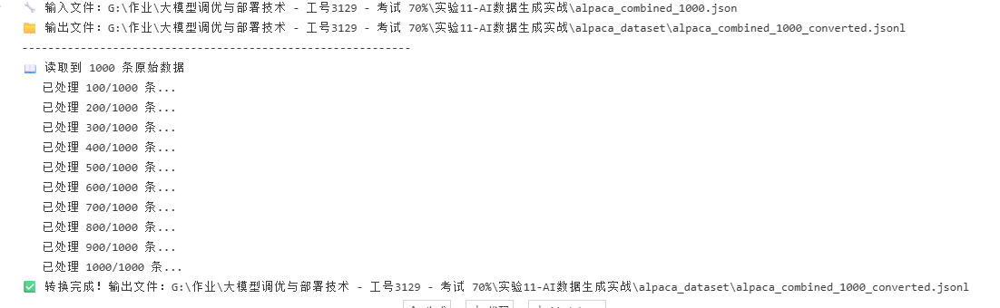 输入文件: G:\作业\大模型调优与部署技术 - 工号3129 - 考试 70%\实验11-AI数据生成实战\alpaca_combined_1000.json
输出文件: G:\作业\大模型调优与部署技术 - 工号3129 - 考试 70%\实验11-AI数据生成实战\alpaca_dataset\alpaca_combined_1000_converted.jsonl
------------------------------------------------------------
读取到 1000 条原始数据
已处理 100/1000 条...
已处理 200/1000 条...
已处理 300/1000 条...
已处理 400/1000 条...
已处理 500/1000 条...
已处理 600/1000 条...
已处理 700/1000 条...
已处理 800/1000 条...
已处理 900/1000 条...
已处理 1000/1000 条...
转换完成! 输出文件: G:\作业\大模型调优与部署技术 - 工号3129 - 考试 70%\实验11-AI数据生成实战\alpaca_dataset\alpaca_combined_1000_converted.jsonl